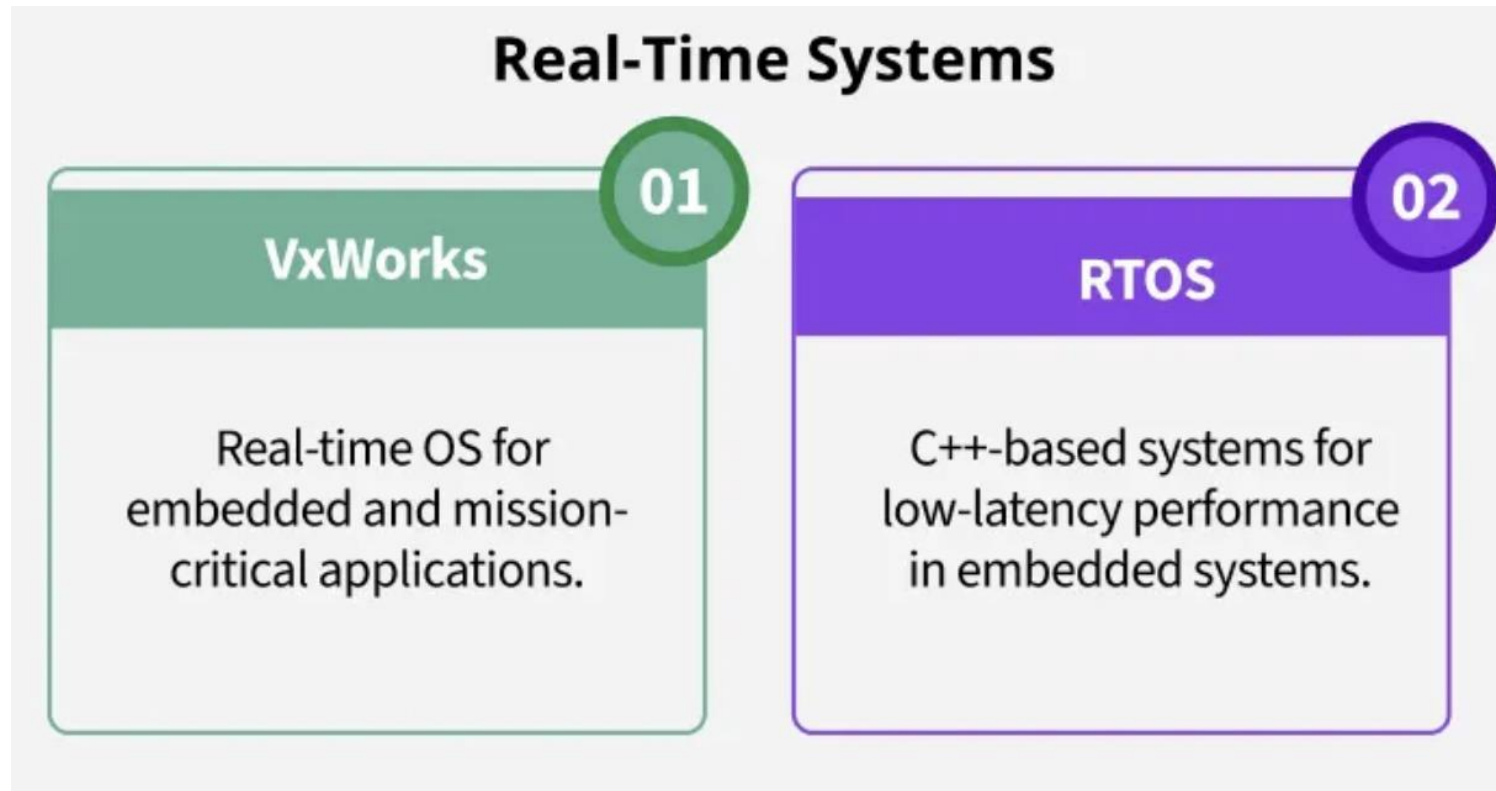 Real-Time Systems
01
VxWorks
Real-time OS for
embedded and mission-
critical applications.
02
RTOS
C++-based systems for
low-latency performance
in embedded systems.